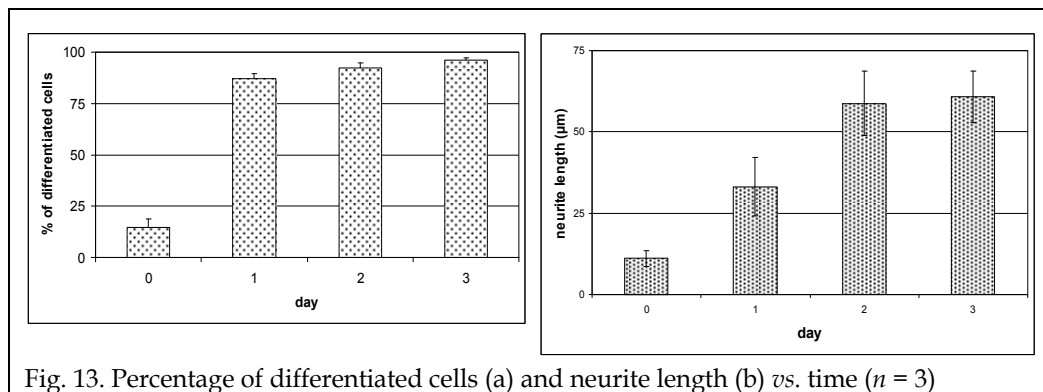 100
75
50
25
0
% of differentiated cells
0 1 2 3
day
75
50
25
0
neurite length (µm)
0 1 2 3
day
Fig. 13. Percentage of differentiated cells (a) and neurite length (b) vs. time (n = 3)